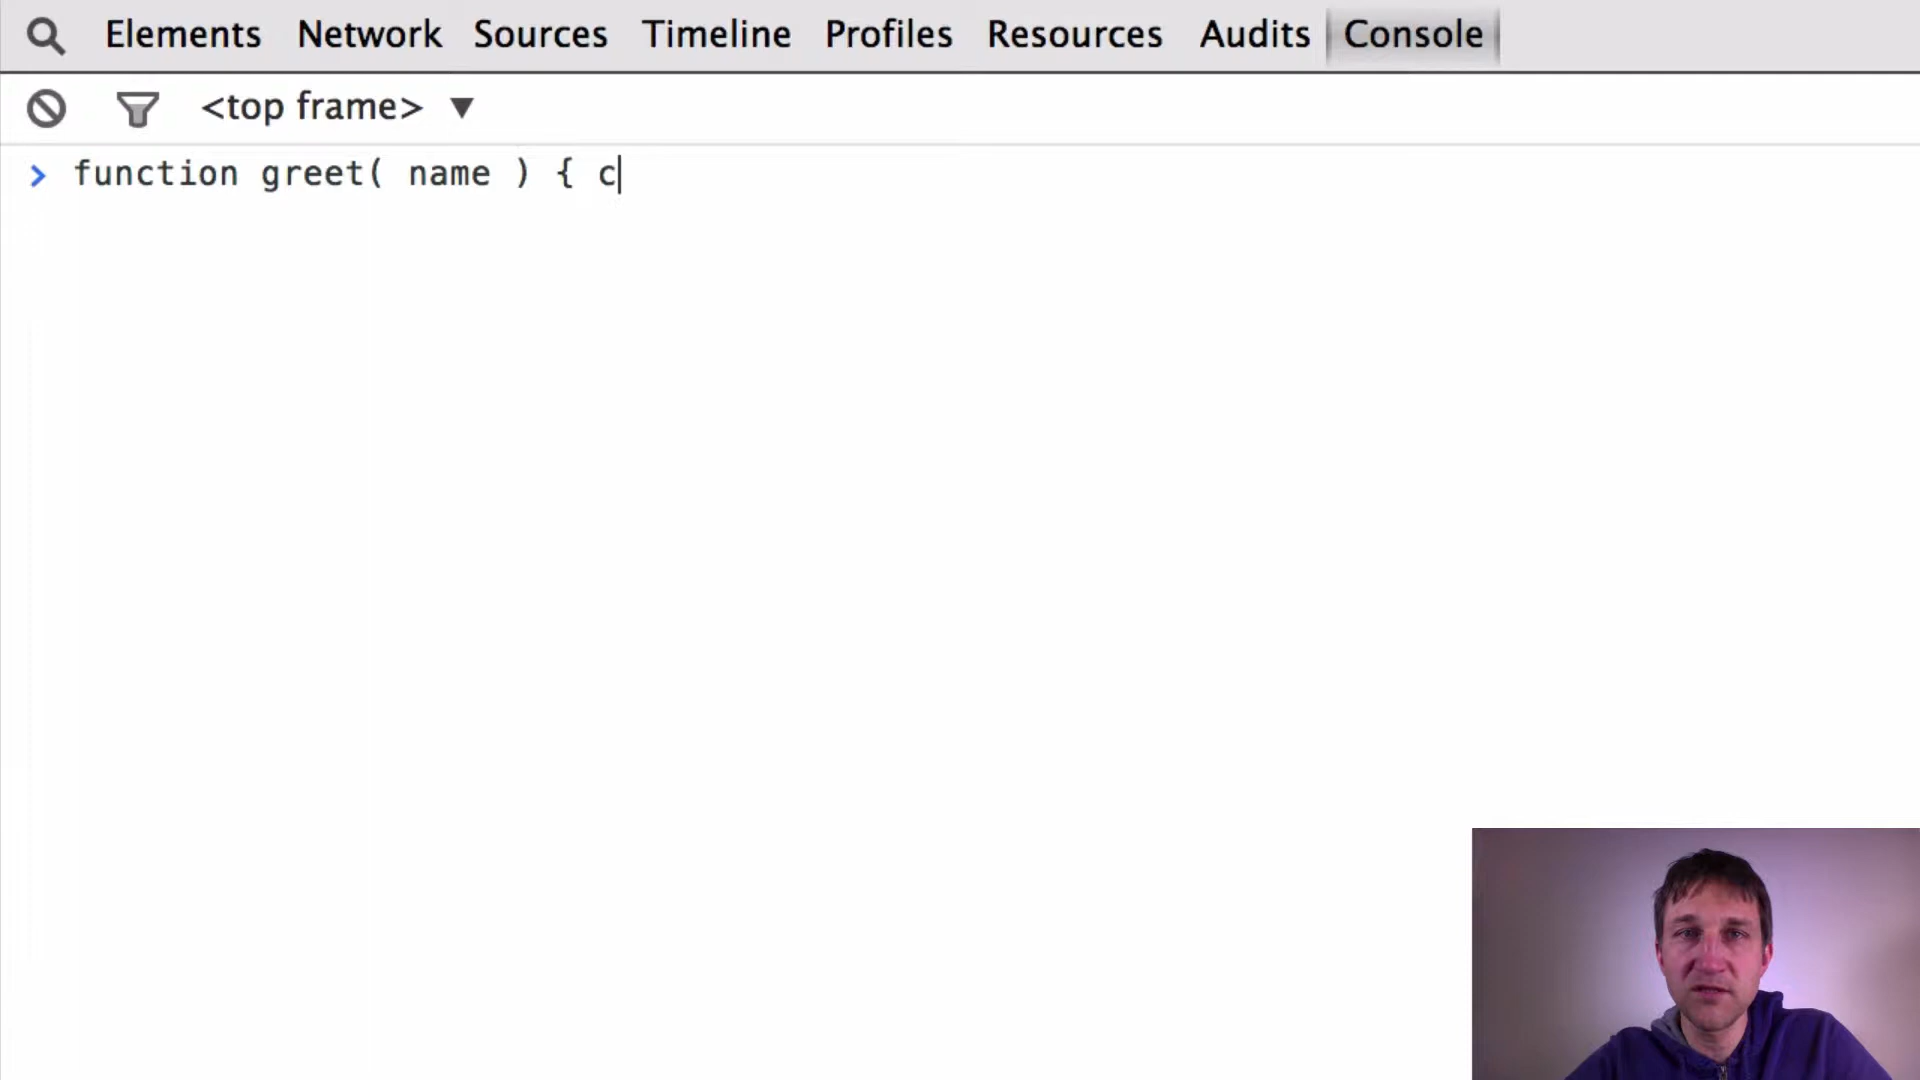 Elements Network Sources Timeline Profiles Resources Audits Console
<top frame> ▼
> function greet( name ) { c